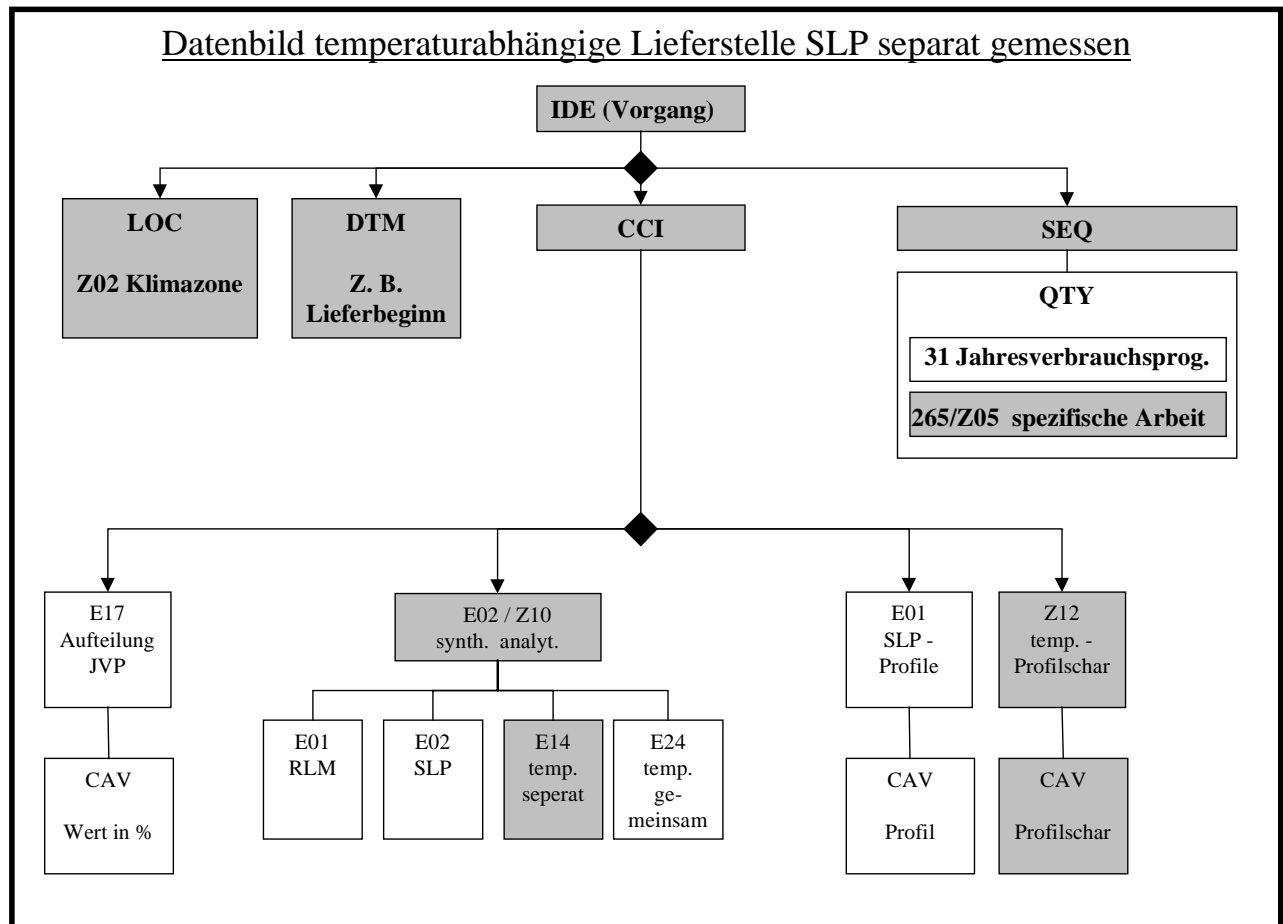 Datenbild temperaturabhängige Lieferstelle SLP separat gemessen
IDE (Vorgang)
LOC
Z02 Klimazone
DTM
Z. B.
Lieferbeginn
CCI
SEQ
QTY
31 Jahresverbrauchsprog.
265/Z05 spezifische Arbeit
E17
Aufteilung
JVP
E02 / Z10
synth. analyt.
E01
SLP -
Profile
Z12
temp. -
Profilschar
E01
RLM
E02
SLP
E14
temp.
seperat
E24
temp.
ge-
meinsam
CAV
Wert in %
CAV
Profil
CAV
Profilschar